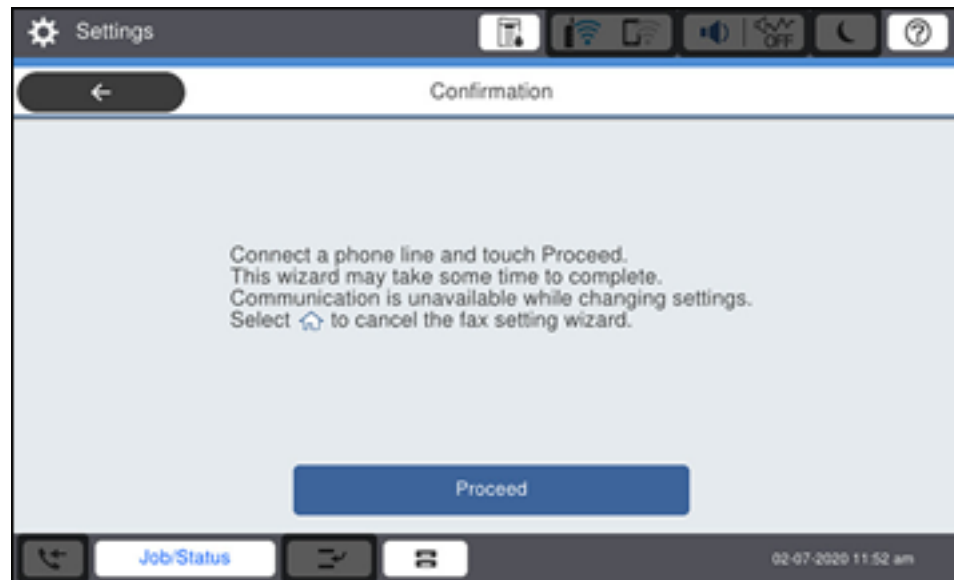 Settings
OFF
Confirmation
Connect a phone line and touch Proceed.
This wizard may take some time to complete.
Communication is unavailable while changing settings.
Select to cancel the fax setting wizard.
Proceed
Job/Status
02-07-2020 11:52 am